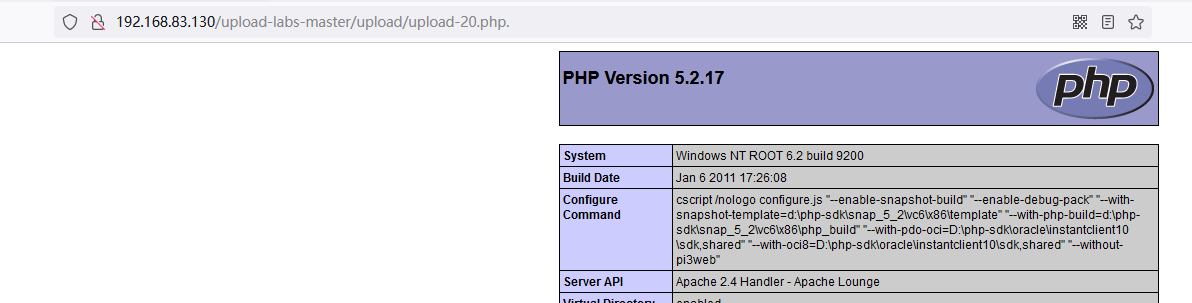 192.168.83.130/upload-labs-master/upload/upload-20.php.
PHP Version 5.2.17
php
System Windows NT ROOT 6.2 build 9200
Build Date Jan 6 2011 17:26:08
Configure Command cscript /nologo configure.js "--enable-snapshot-build" "--enable-debug-pack" "--with-
snapshot-template=d:\php-sdk\snap_5_2\vc6\x86\template" "--with-php-build=d:\php-
sdk\snap_5_2\vc6\x86\php_build" "--with-pdo-oci=D:\php-sdk\oracle\instantclient10
\sdk,shared" "--with-oci8=D:\php-sdk\oracle\instantclient10\sdk,shared" "--without-
pi3web"
Server API Apache 2.4 Handler - Apache Lounge
Virtual Directory enabled